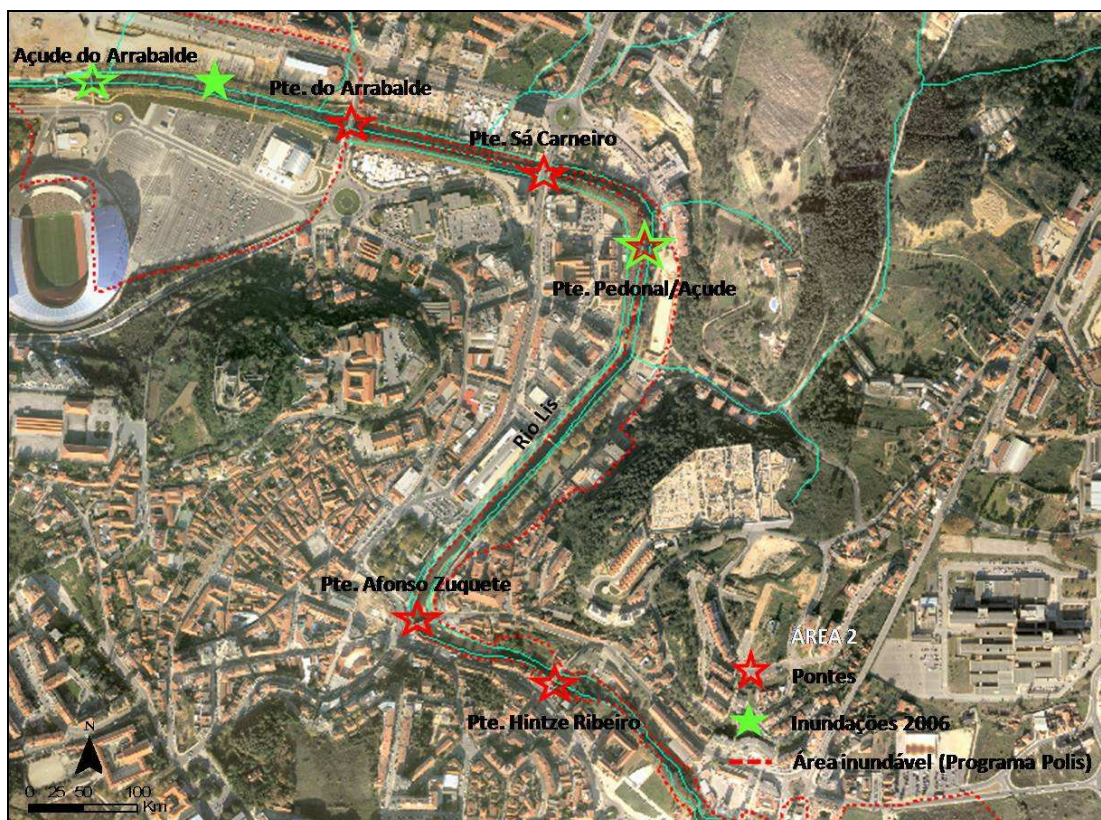 Açude do Arrabalde
Pte. do Arrabalde
Pte. Sá Carneiro
Pte. Pedonal/Açude
Rio Lis
Pte. Afonso Zuquete
Pte. Hintze Ribeiro
ÁREA 2
Pontes
Inundações 2006
Área inundável (Programa Polis)
N
0 25 50 100
Km